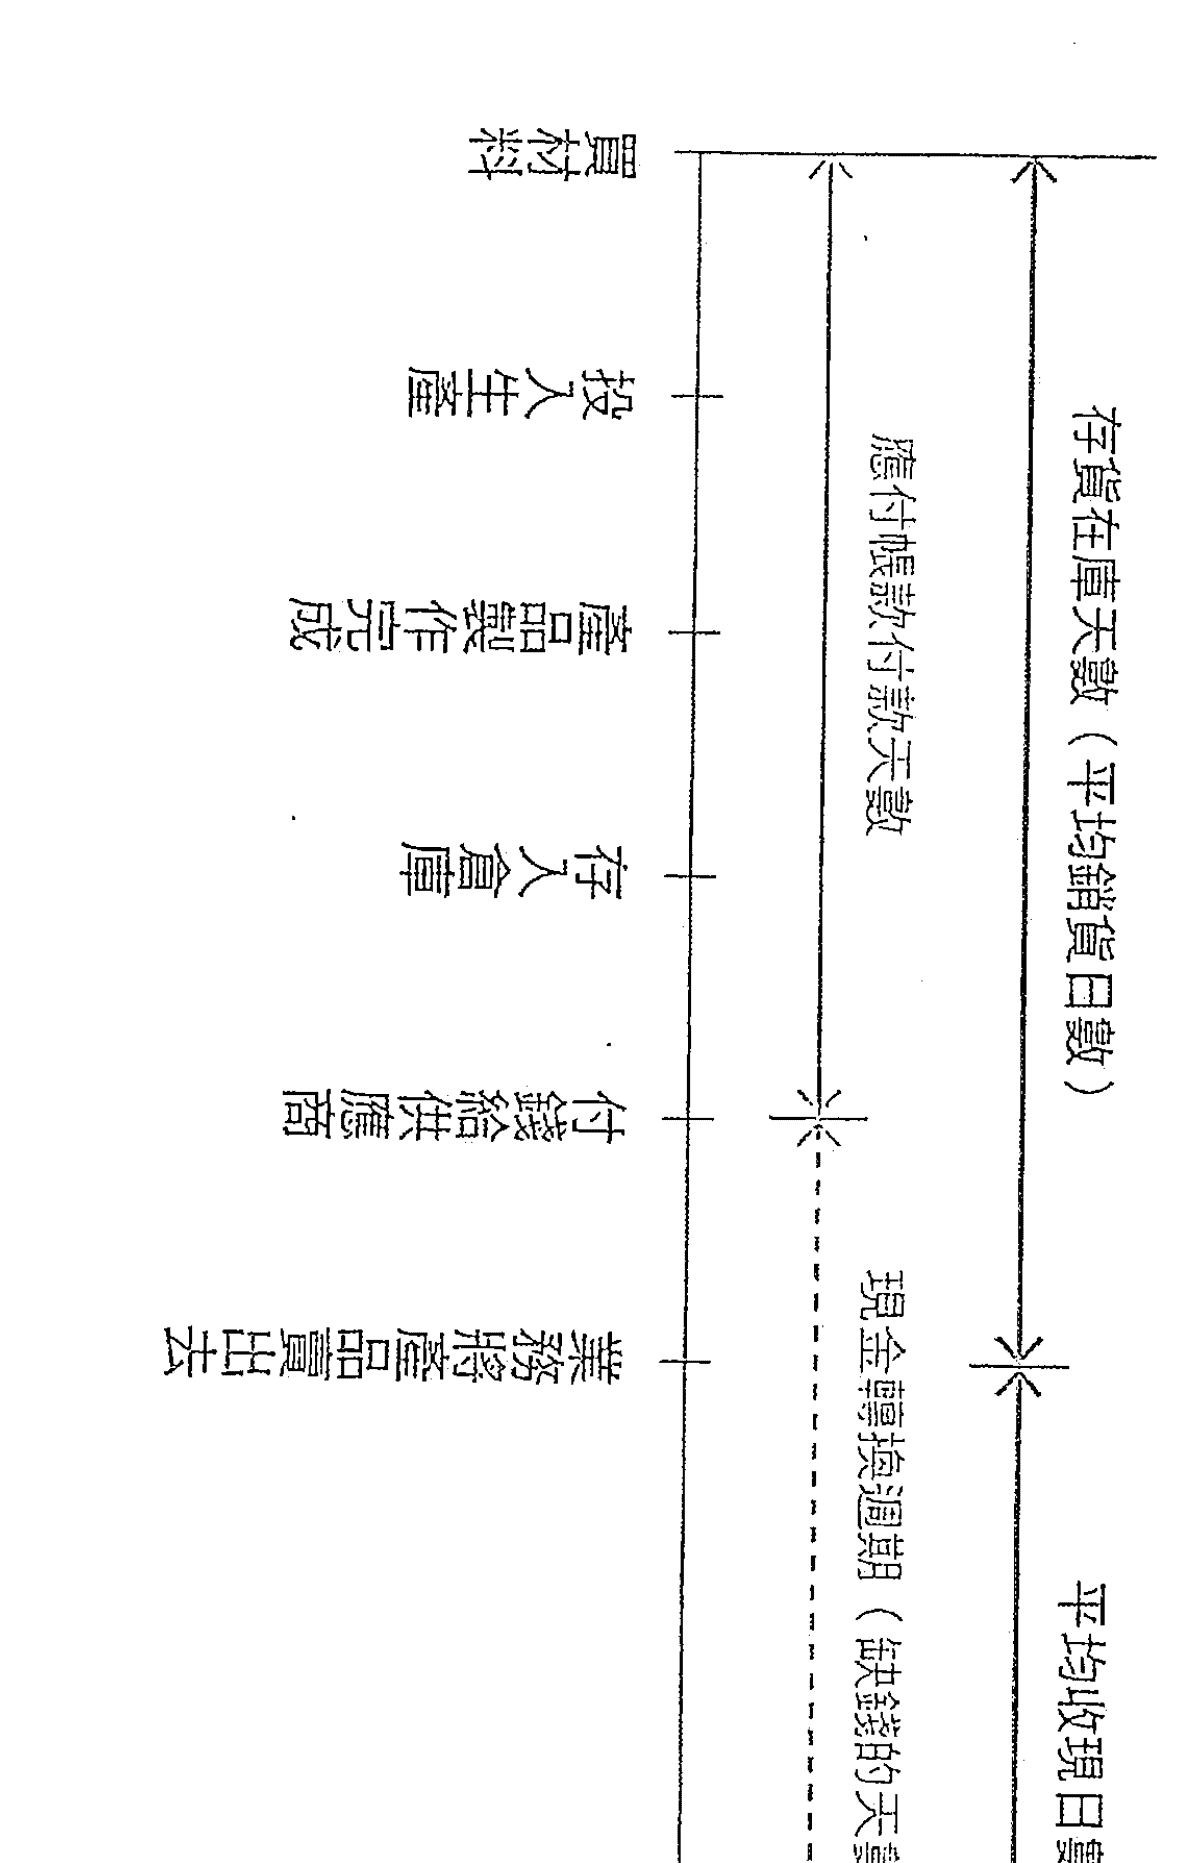 存貨在庫天數（平均銷貨日數）
平均收現日數
應付帳款付款天數
現金轉換週期（缺錢的天數
買材料
投入生產
產品製作完成
存入倉庫
付錢給供應商
業務將產品賣出去